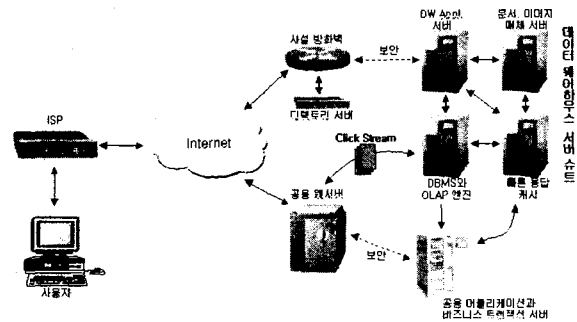 사설 방화벽
보안
DW Appl.
서버
문서, 이미지
매체 서버
데이터 웨어하우스 서버 슈트
디렉토리 서버
ISP
Internet
Click Stream
DBMS와
OLAP 엔진
빠른 응답
캐시
공용 웹서버
보안
사용자
공용 어플리케이션과
비즈니스 트랜잭션 서버